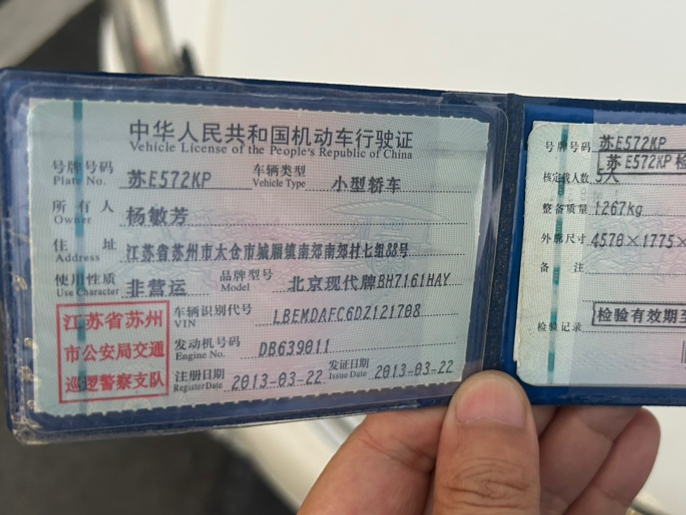 中华人民共和国机动车行驶证
Vehicle License of the People's Republic of China
号牌号码 苏E572KP 车辆类型 小型轿车
Plate No. Vehicle Type
所有人 杨敏芳
Owner
住址 江苏省苏州市太仓市城厢镇南郊南郊村七组88号
Address
使用性质 非营运 品牌型号 北京现代牌BH7161HAY
Use Character Model
江苏省苏州
市公安局交通
巡逻警察支队
车辆识别代号 LBEMDAFC6DZ121708
VIN
发动机号码 DB639011
Engine No.
注册日期 2013-03-22 发证日期 2013-03-22
Register Date Issue Date
号牌号码 苏E572KP
苏E572KP 检
核定载人数 5人
整备质量 1267kg
外廓尺寸 4570×1775×
备注
检验有效期至
检验记录